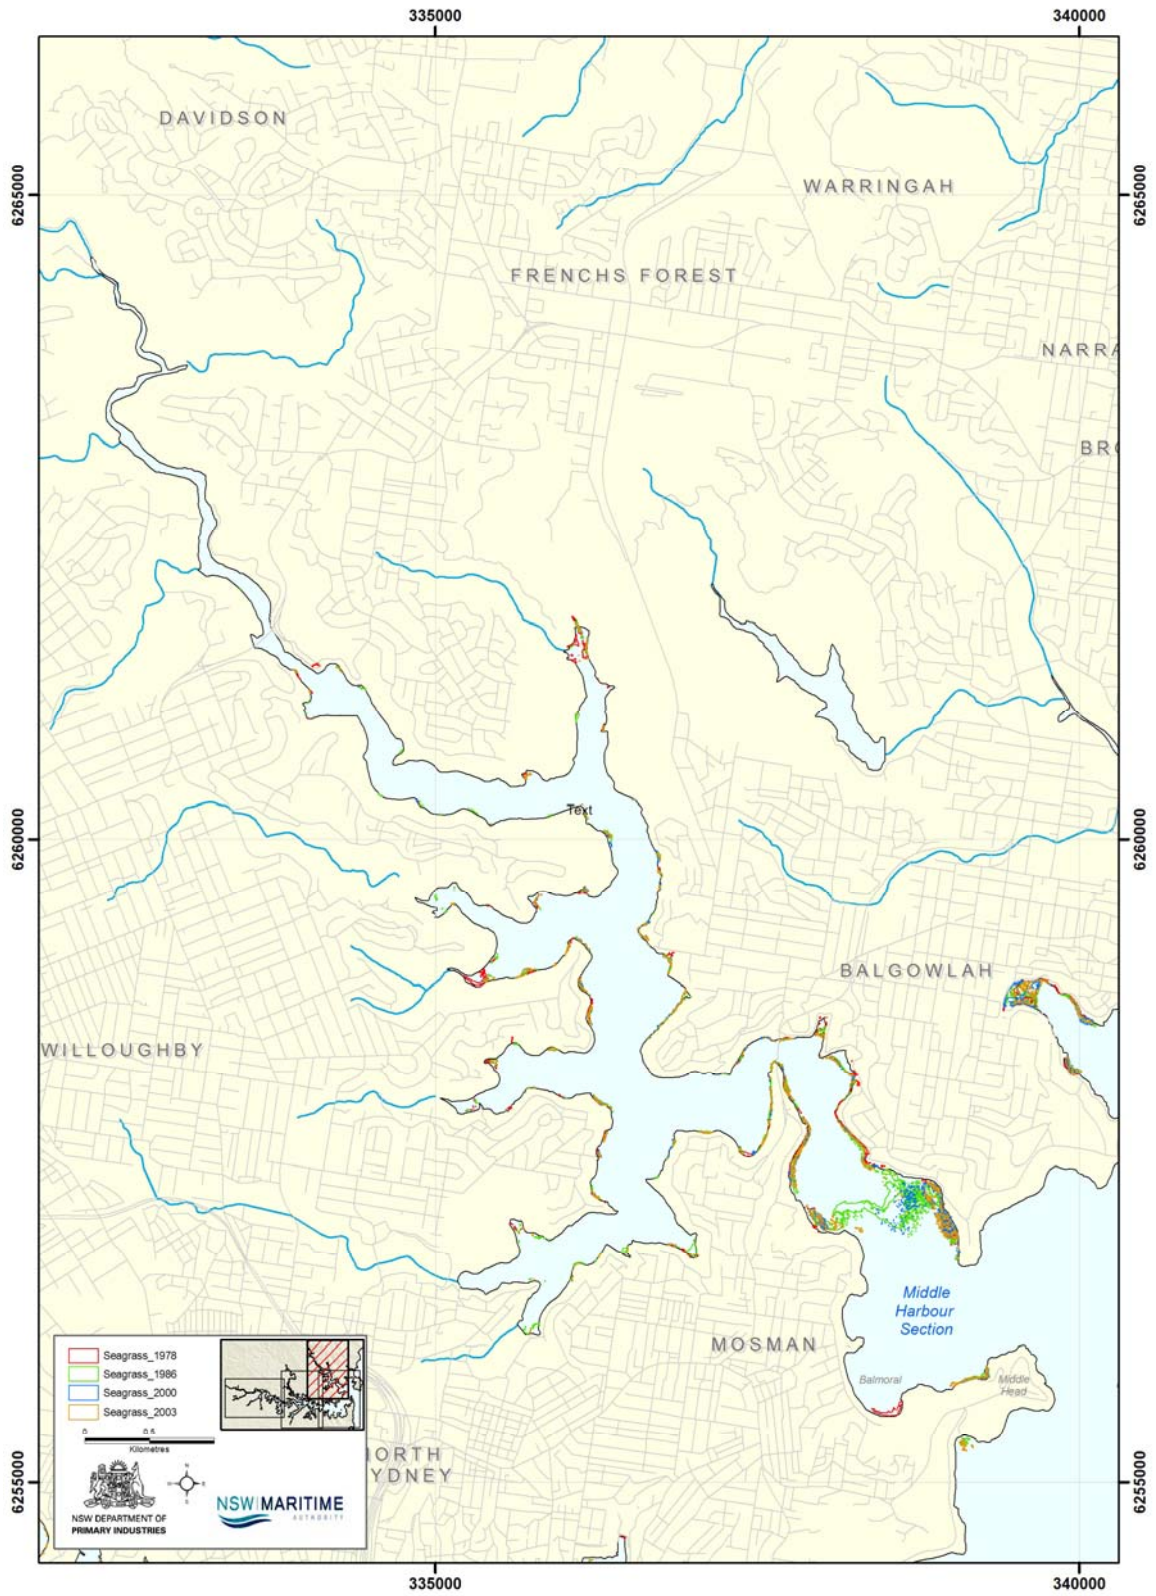 335000
340000
DAVIDSON
6265000
WARRINGAH
6265000
FRENCHS FOREST
NARRA
BRO
Text
6260000
6260000
BALGOWLAH
WILLOUGHBY
Middle
Harbour
Section
MOSMAN
Balmoral
Middle
Head
Seagrass_1978
Seagrass_1986
Seagrass_2000
Seagrass_2003
0 0.5
Kilometres
NORTH
YDNEY
6255000
6255000
NSW DEPARTMENT OF
PRIMARY INDUSTRIES
NSW MARITIME
AUTHORITY
335000
340000